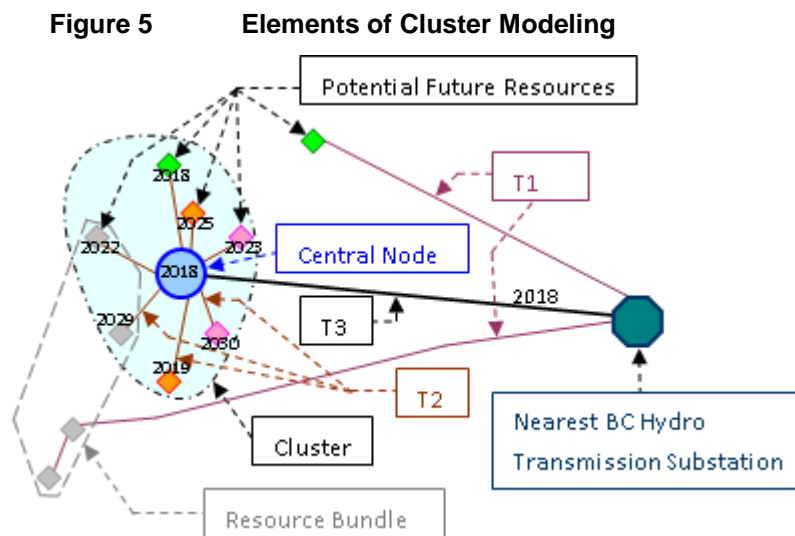 Figure 5 Elements of Cluster Modeling
Potential Future Resources
2018
T1
2025
2022
2023
Central Node
2018
2018
T3
2029
2030
2019
T2
Nearest BC Hydro
Transmission Substation
Cluster
Resource Bundle